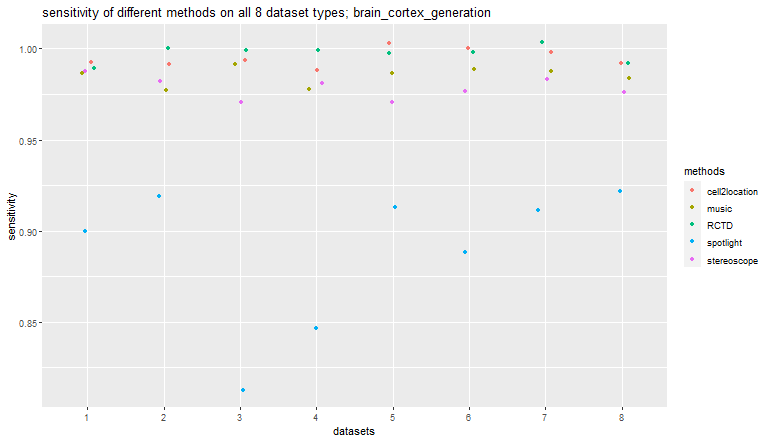 sensitivity of different methods on all 8 dataset types; brain_cortex_generation
1.00
0.95
0.90
0.85
sensitivity
1 2 3 4 5 6 7 8
datasets
methods
cell2location
music
RCTD
spotlight
stereoscope